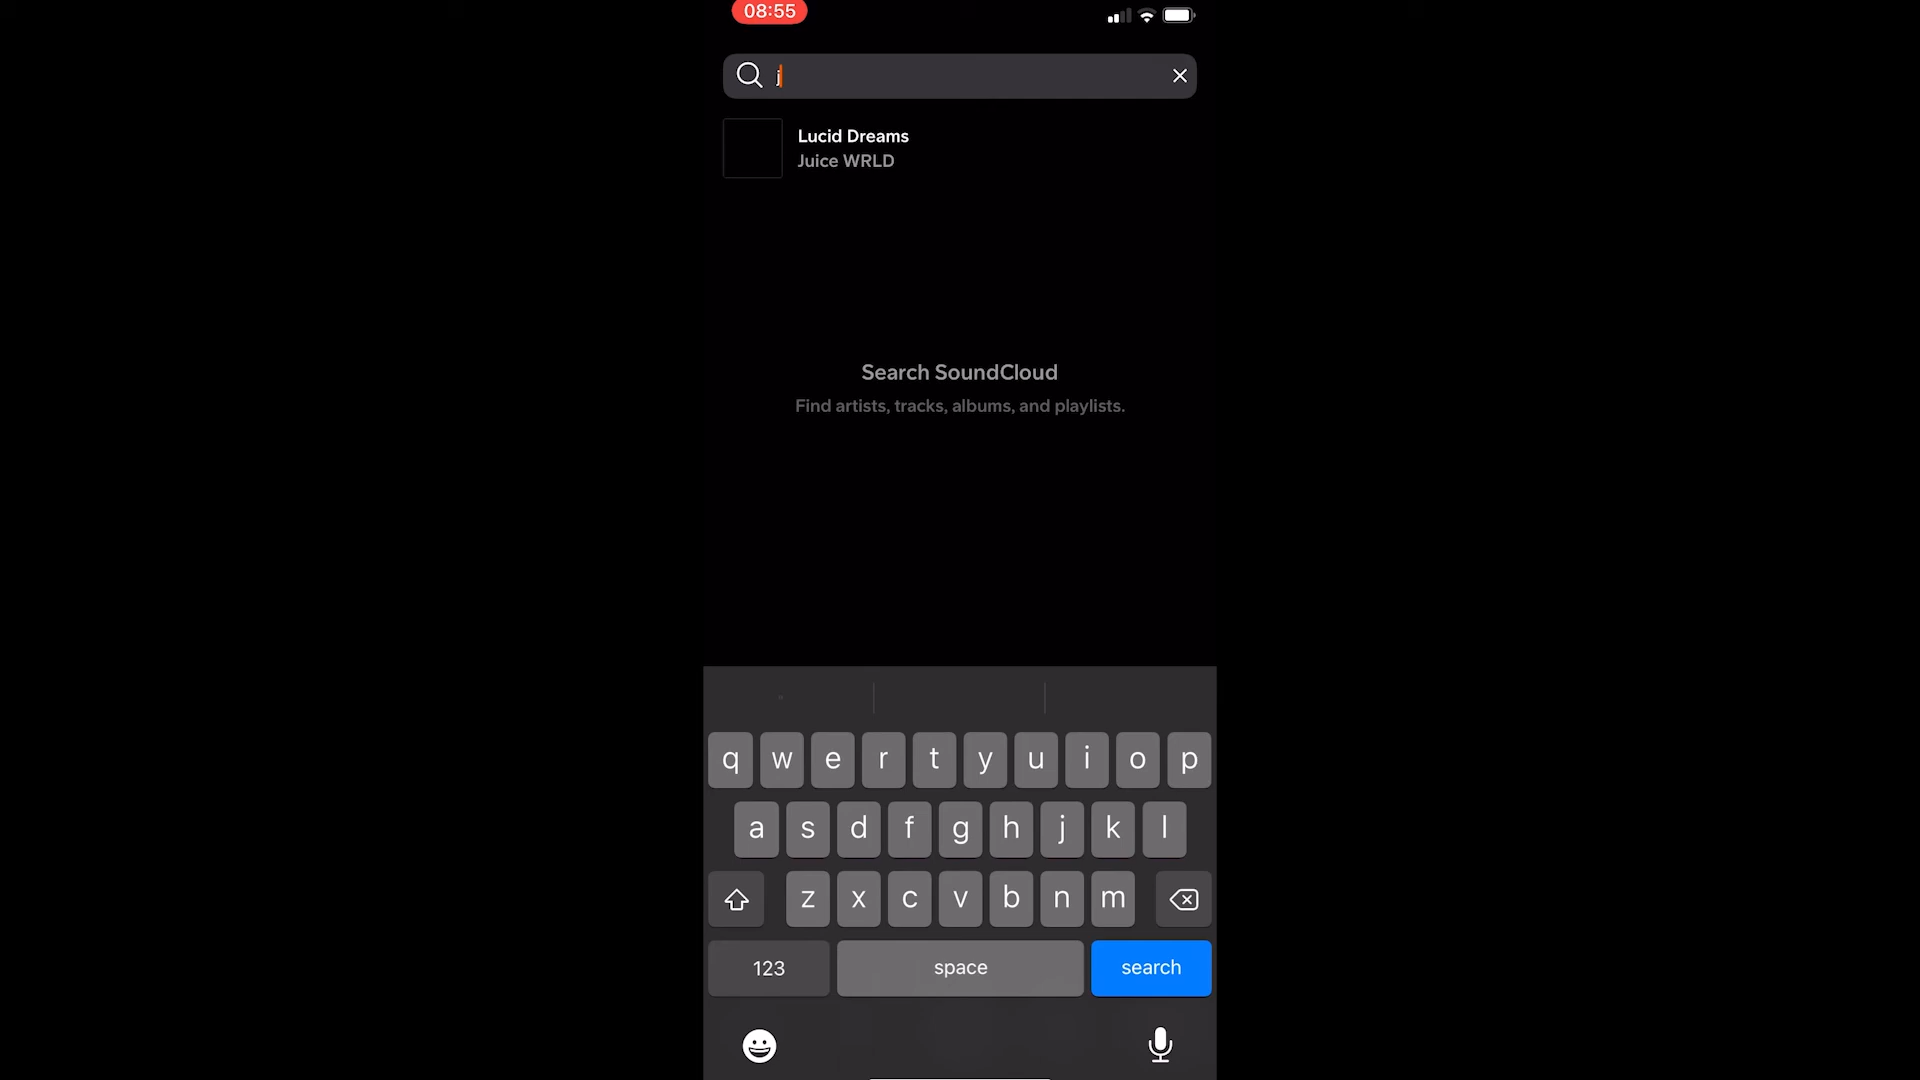 08:55
j
Lucid Dreams
Juice WRLD
Search SoundCloud
Find artists, tracks, albums, and playlists.
q w e r t y u i o p
a s d f g h j k l
z x c v b n m
123 space search